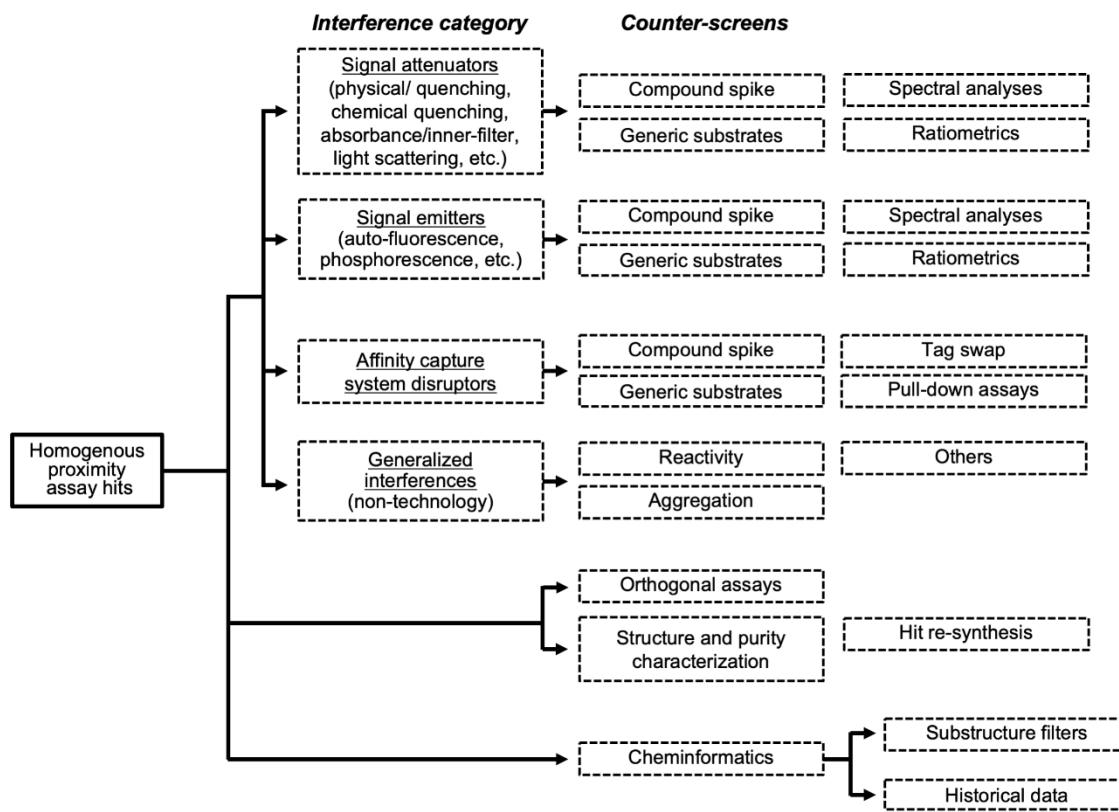 Interference category
Counter-screens
Signal attenuators
(physical/ quenching,
chemical quenching,
absorbance/inner-filter,
light scattering, etc.)
Compound spike
Spectral analyses
Generic substrates
Ratiometrics
Signal emitters
(auto-fluorescence,
phosphorescence, etc.)
Compound spike
Spectral analyses
Generic substrates
Ratiometrics
Affinity capture
system disruptors
Compound spike
Tag swap
Generic substrates
Pull-down assays
Homogenous
proximity
assay hits
Generalized
interferences
(non-technology)
Reactivity
Others
Aggregation
Orthogonal assays
Structure and purity
characterization
Hit re-synthesis
Cheminformatics
Substructure filters
Historical data